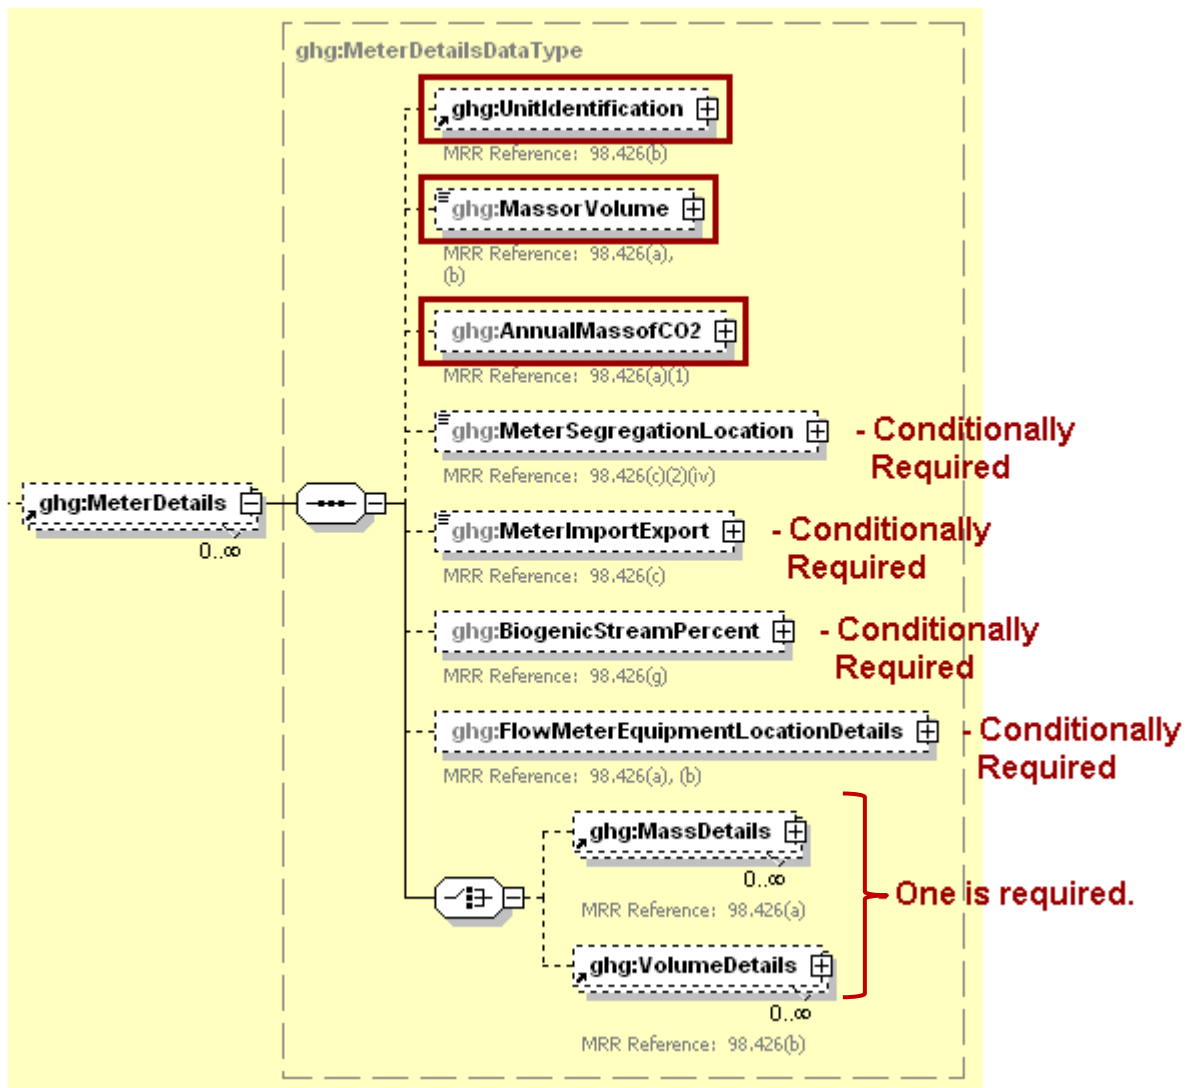 ghg:MeterDetailsDataType
ghg:UnitIdentification
MRR Reference: 98.426(b)
ghg:MassorVolume
MRR Reference: 98.426(a),
(b)
ghg:AnnualMassofCO2
MRR Reference: 98.426(a)(1)
ghg:MeterSegregationLocation
- Conditionally
Required
MRR Reference: 98.426(c)(2)(iv)
ghg:MeterDetails
0..∞
ghg:MeterImportExport
- Conditionally
Required
MRR Reference: 98.426(c)
ghg:BiogenicStreamPercent
- Conditionally
Required
MRR Reference: 98.426(g)
ghg:FlowMeterEquipmentLocationDetails
- Conditionally
Required
MRR Reference: 98.426(a), (b)
ghg:MassDetails
0..∞
MRR Reference: 98.426(a)
One is required.
ghg:VolumeDetails
0..∞
MRR Reference: 98.426(b)